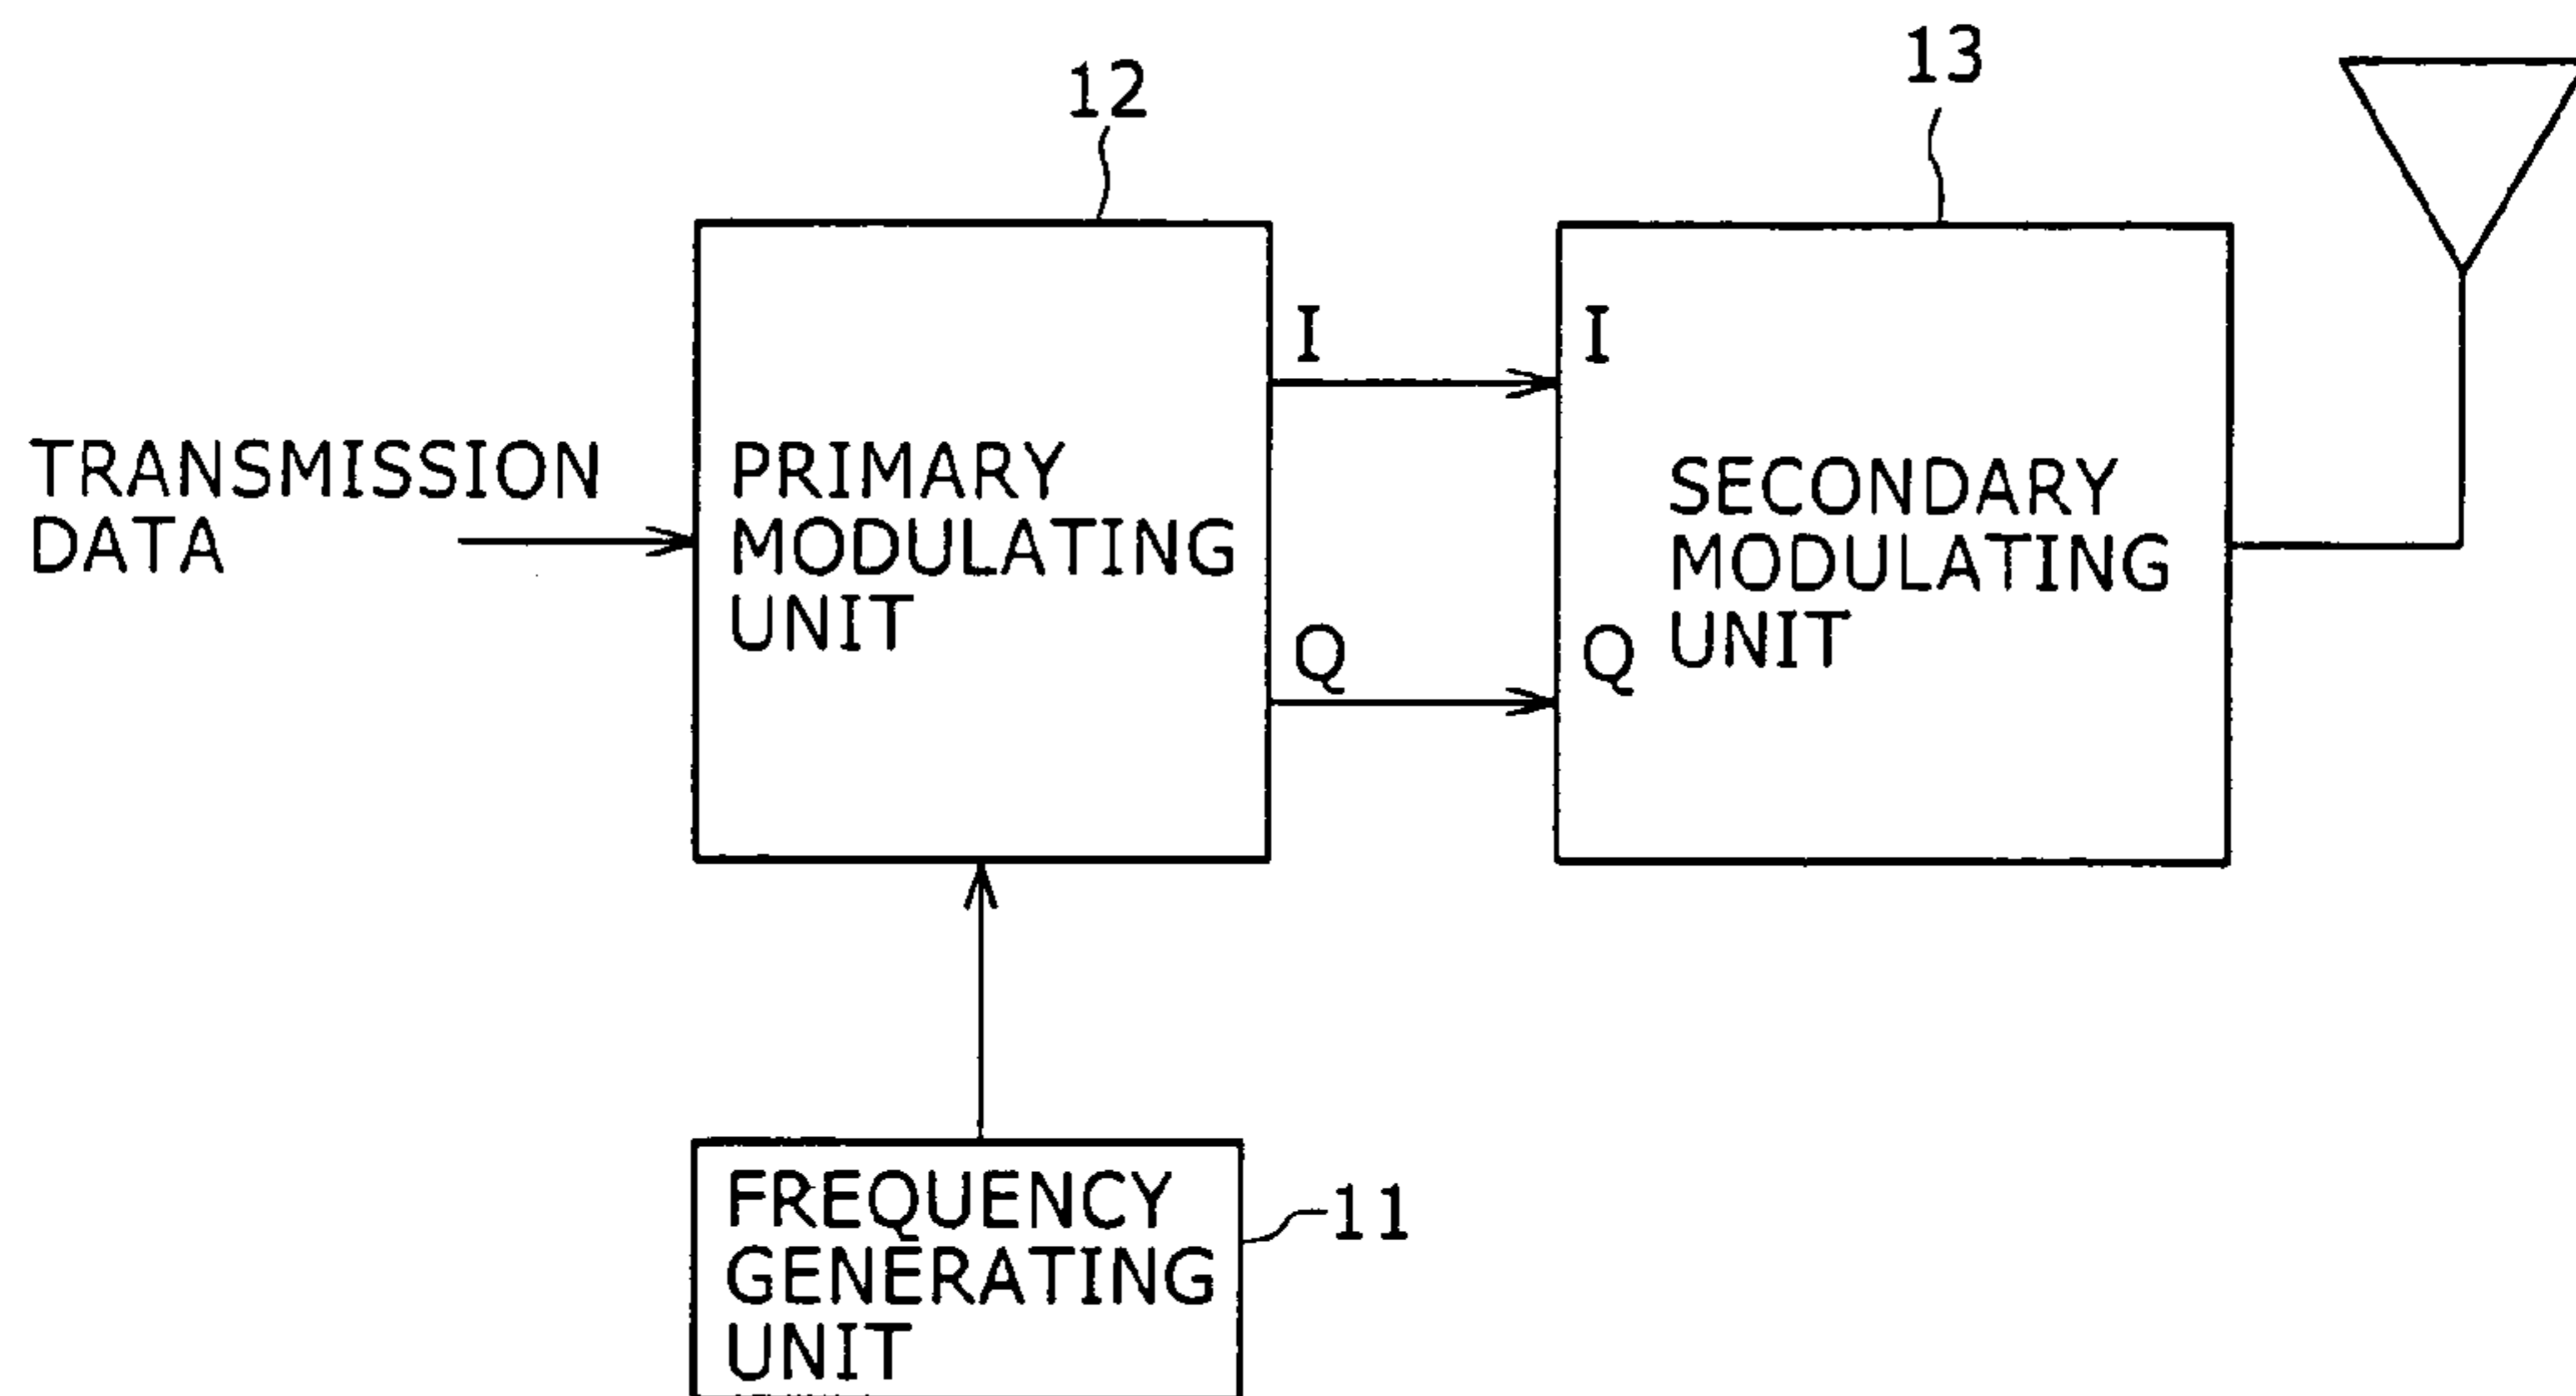 12
13
TRANSMISSION
DATA
PRIMARY
MODULATING
UNIT
I
Q
I
Q
SECONDARY
MODULATING
UNIT
FREQUENCY
GENERATING
UNIT
11